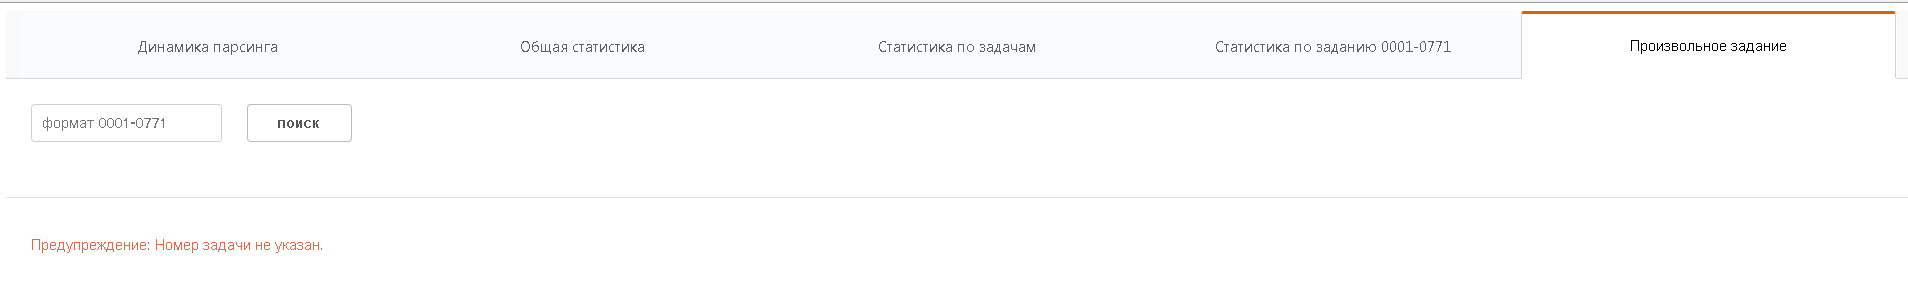 Динамика парсинга
Общая статистика
Статистика по задачам
Статистика по заданию 0001-0771
Произвольное задание
формат 0001-0771
поиск
Предупреждение: Номер задачи не указан.